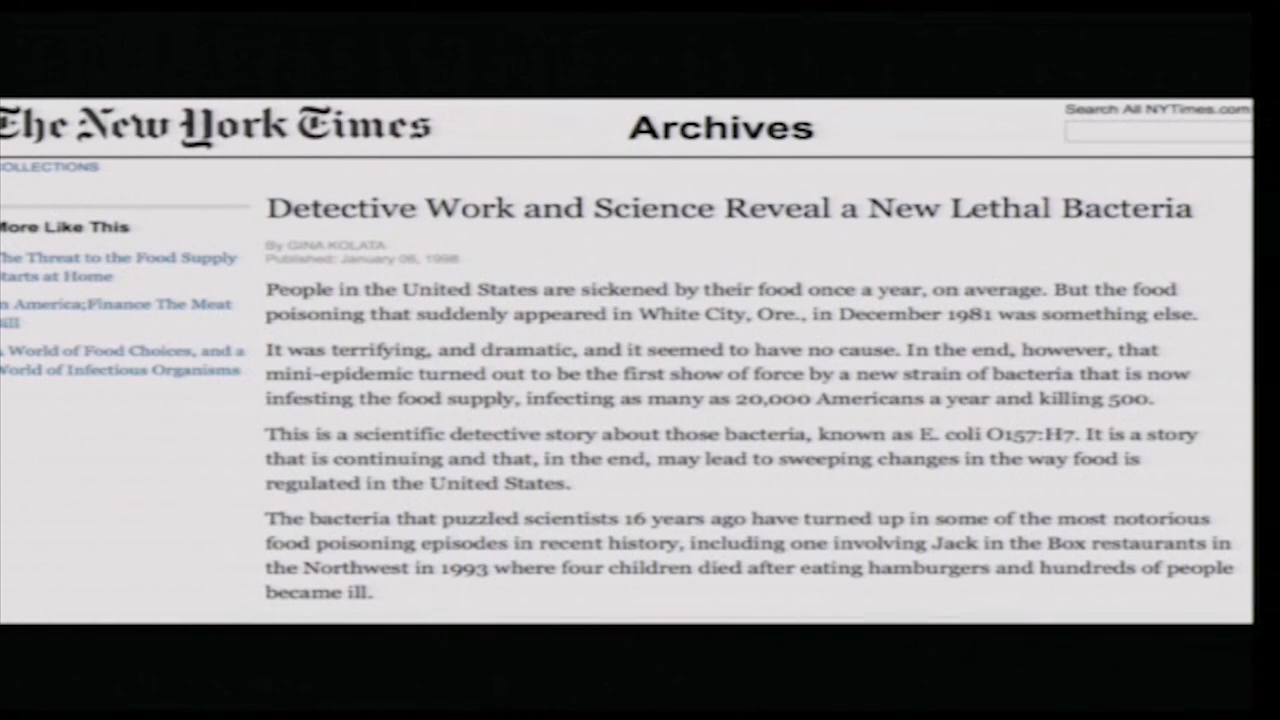 The New York Times
Archives
Search All NYTimes.com
OLLECTIONS
Detective Work and Science Reveal a New Lethal Bacteria
More Like This
By GINA KOLATA
Published: January 06, 1998
The Threat to the Food Supply
tarts at Home
n America;Finance The Meat
ill
A World of Food Choices, and a
World of Infectious Organisms
People in the United States are sickened by their food once a year, on average. But the food
poisoning that suddenly appeared in White City, Ore., in December 1981 was something else.
It was terrifying, and dramatic, and it seemed to have no cause. In the end, however, that
mini-epidemic turned out to be the first show of force by a new strain of bacteria that is now
infesting the food supply, infecting as many as 20,000 Americans a year and killing 500.
This is a scientific detective story about those bacteria, known as E. coli O157:H7. It is a story
that is continuing and that, in the end, may lead to sweeping changes in the way food is
regulated in the United States.
The bacteria that puzzled scientists 16 years ago have turned up in some of the most notorious
food poisoning episodes in recent history, including one involving Jack in the Box restaurants in
the Northwest in 1993 where four children died after eating hamburgers and hundreds of people
became ill.